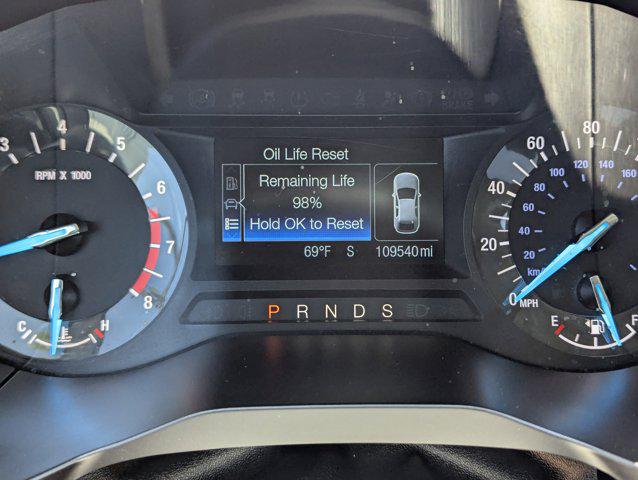 Oil Life Reset
Remaining Life
98%
Hold OK to Reset
69°F S 109540 mi
P R N D S
3 4 5 6 7 8
RPM X 1000
C H
0 20 40 60 80
20 40 60 80 100 120 140 160
km/h
MPH
E F
BRAKE